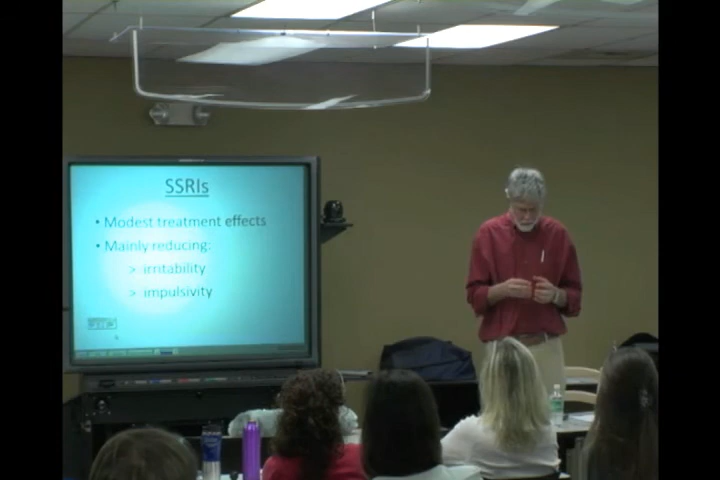 SSRIs
• Modest treatment effects
• Mainly reducing:
> irritability
> impulsivity